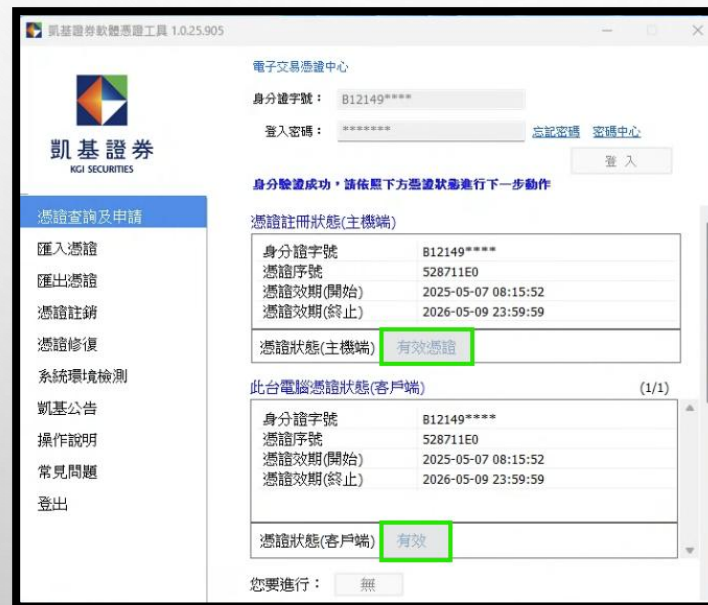 凱基證券軟體憑證工具 1.0.25.905
凱基證券
KGI SECURITIES
憑證查詢及申請
匯入憑證
匯出憑證
憑證註銷
憑證修復
系統環境檢測
凱基公告
操作說明
常見問題
登出
電子交易憑證中心
身分證字號： B12149****
登入密碼： ******* 忘記密碼 密碼中心
登入
身分驗證成功，請依照下方憑證狀態進行下一步動作
憑證註冊狀態(主機端)
身分證字號 B12149****
憑證序號 528711E0
憑證效期(開始) 2025-05-07 08:15:52
憑證效期(終止) 2026-05-09 23:59:59
憑證狀態(主機端) 有效憑證
此台電腦憑證狀態(客戶端) (1/1)
身分證字號 B12149****
憑證序號 528711E0
憑證效期(開始) 2025-05-07 08:15:52
憑證效期(終止) 2026-05-09 23:59:59
憑證狀態(客戶端) 有效
您要進行： 無